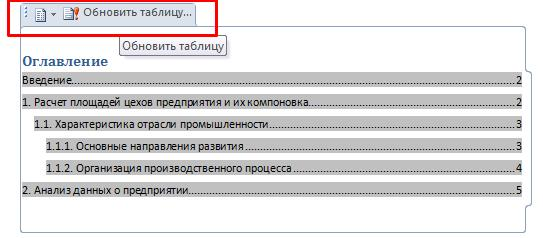 Обновить таблицу...
Обновить таблицу
Оглавление
Введение....................................................................................................2
1. Расчет площадей цехов предприятия и их компоновка....................................................2
1.1. Характеристика отрасли промышленности..............................................................3
1.1.1. Основные направления развития ....................................................................3
1.1.2. Организация производственного процесса ............................................................4
2. Анализ данных о предприятии..............................................................................5